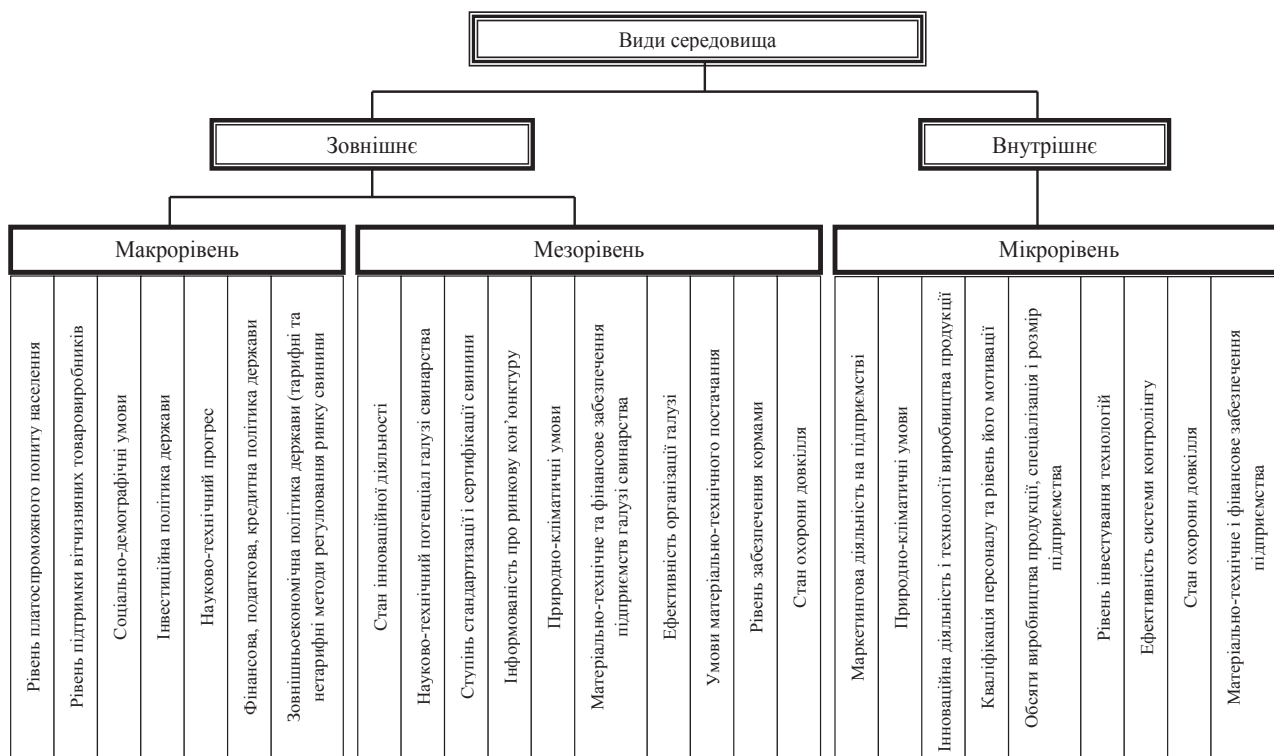 Види середовища
Зовнішнє
Внутрішнє
Макрорівень
Мезорівень
Мікрорівень
Рівень платоспроможного попиту населення
Рівень підтримки вітчизняних товаровиробників
Соціально-демографічні умови
Інвестиційна політика держави
Науково-технічний прогрес
Фінансова, податкова, кредитна політика держави
Зовнішньоекономічна політика держави (тарифні та
нетарифні методи регулювання ринку свинини
Стан інноваційної діяльності
Науково-технічний потенціал галузі свинарства
Ступінь стандартизації і сертифікації свинини
Інформованість про ринкову кон’юнктуру
Природно-кліматичні умови
Матеріально-технічне та фінансове забезпечення
підприємств галузі свинарства
Ефективність організації галузі
Умови матеріально-технічного постачання
Рівень забезпечення кормами
Стан охорони довкілля
Маркетингова діяльність на підприємстві
Природно-кліматичні умови
Інноваційна діяльність і технології виробництва продукції
Кваліфікація персоналу та рівень його мотивації
Обсяги виробництва продукції, спеціалізація і розмір
підприємства
Рівень інвестування технологій
Ефективність системи контролінгу
Стан охорони довкілля
Матеріально-технічне і фінансове забезпечення
підприємства